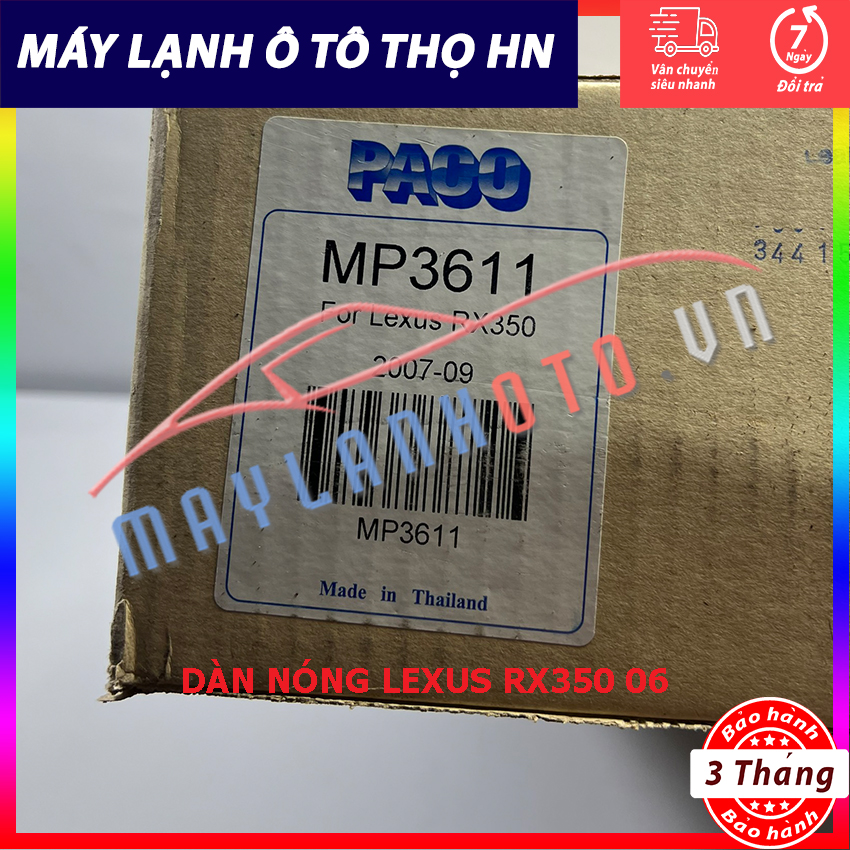 MÁY LẠNH Ô TÔ THỌ HN
Vân chuyển
siêu nhanh
7
Ngày
Đổi trả
PACO
MP3611
For Lexus RX350
2007-09
3441
MAYLANHOTO.VN
MP3611
Made in Thailand
DÀN NÓNG LEXUS RX350 06
Bảo hành
3 Tháng
Bảo hành